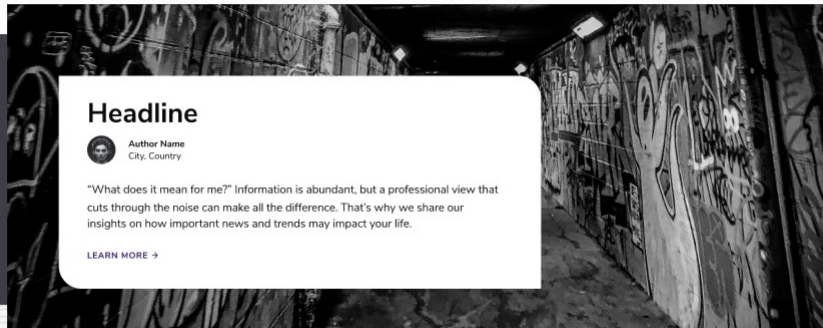 Headline
Author Name
City, Country
“What does it mean for me?” Information is abundant, but a professional view that
cuts through the noise can make all the difference. That’s why we share our
insights on how important news and trends may impact your life.
LEARN MORE →